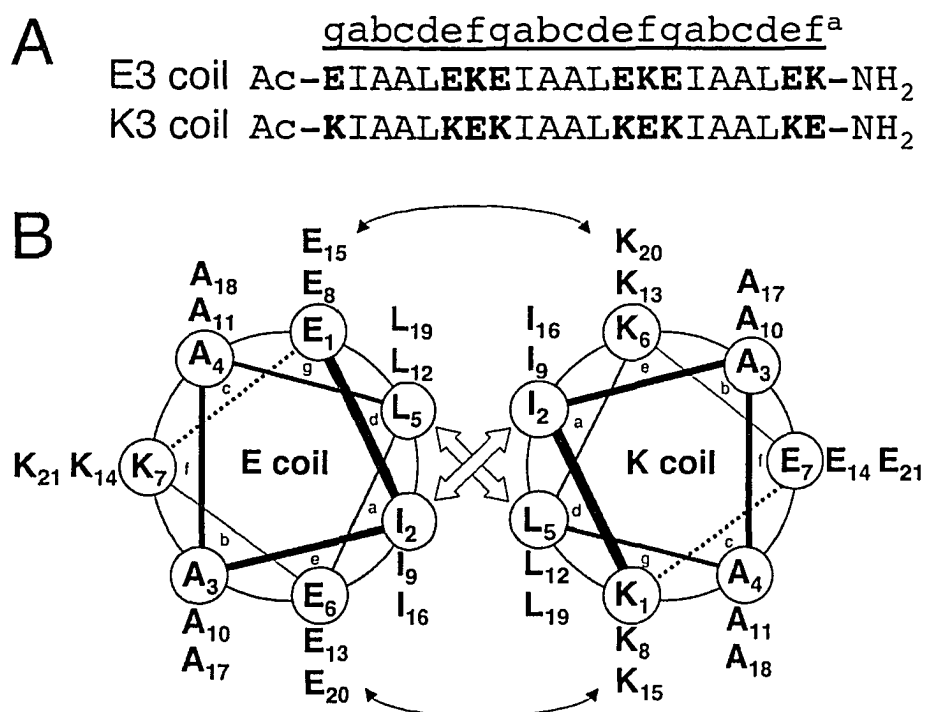 A
gabcdefgabcdefgabcdefᵃ
E3 coil Ac–EIAALEKEIAALEKEIAALEK–NH₂
K3 coil Ac–KIAALKEKIAALKEKIAALKE–NH₂
B
E₁₅ K₂₀
A₁₈ E₈ K₁₃ A₁₇
A₁₁ E₁ L₁₉ I₁₆ K₆ A₁₀
A₄ g L₁₂ I₉ e A₃
c d L₅ I₂ a b
K₂₁ K₁₄ K₇ f E coil K coil f E₇ E₁₄ E₂₁
b a I₂ L₅ d c
A₃ e I₉ L₁₂ g A₄
A₁₀ E₆ I₁₆ L₁₉ K₁ A₁₁
A₁₇ E₁₃ K₈ A₁₈
E₂₀ K₁₅